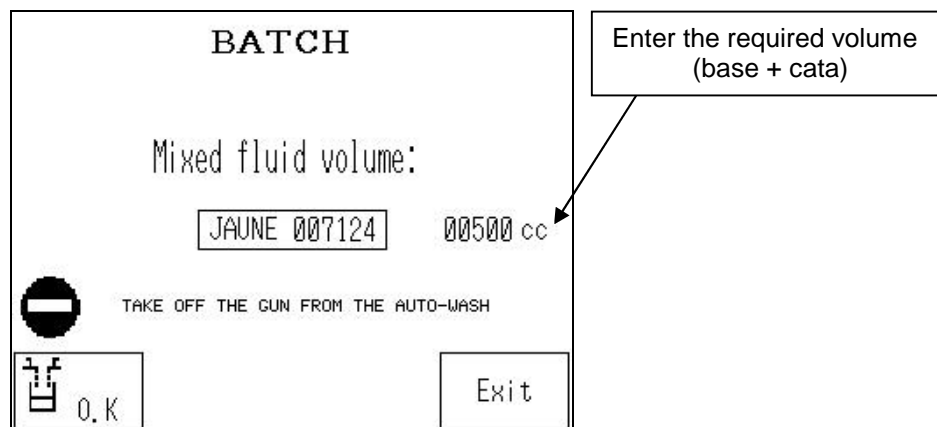 BATCH
Enter the required volume
(base + cata)
Mixed fluid volume:
JAUNE 007124 00500 cc
TAKE OFF THE GUN FROM THE AUTO-WASH
O.K
Exit